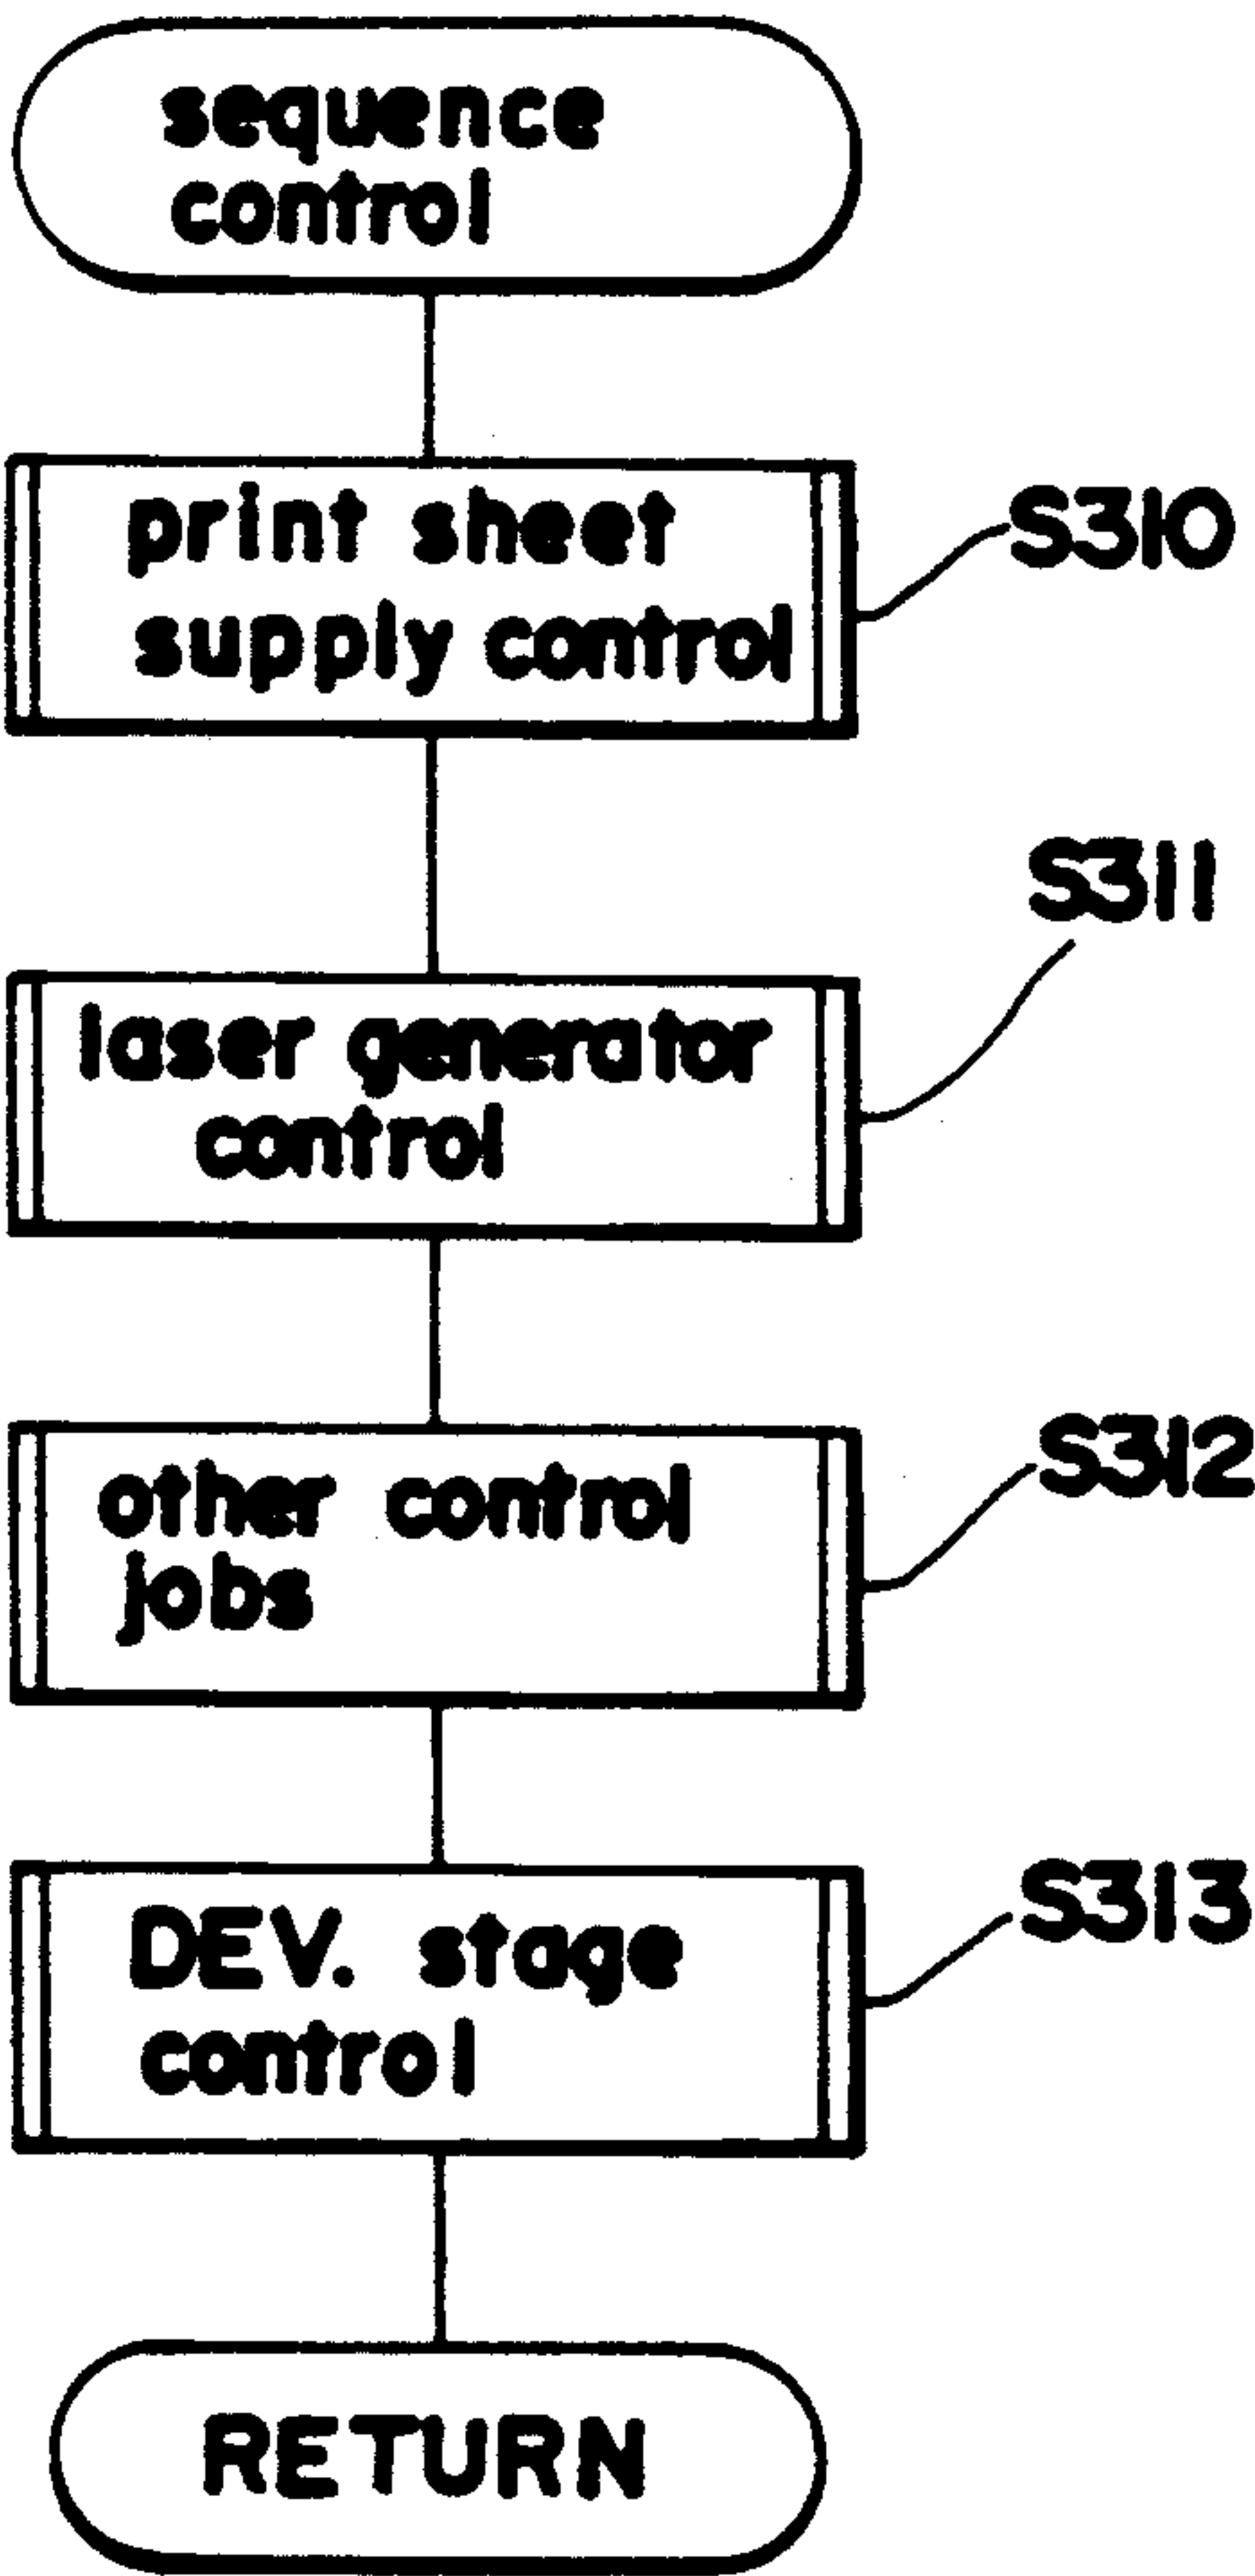 sequence
control
print sheet
supply control
S310
S311
laser generator
control
other control
jobs
S312
DEV. stage
control
S313
RETURN